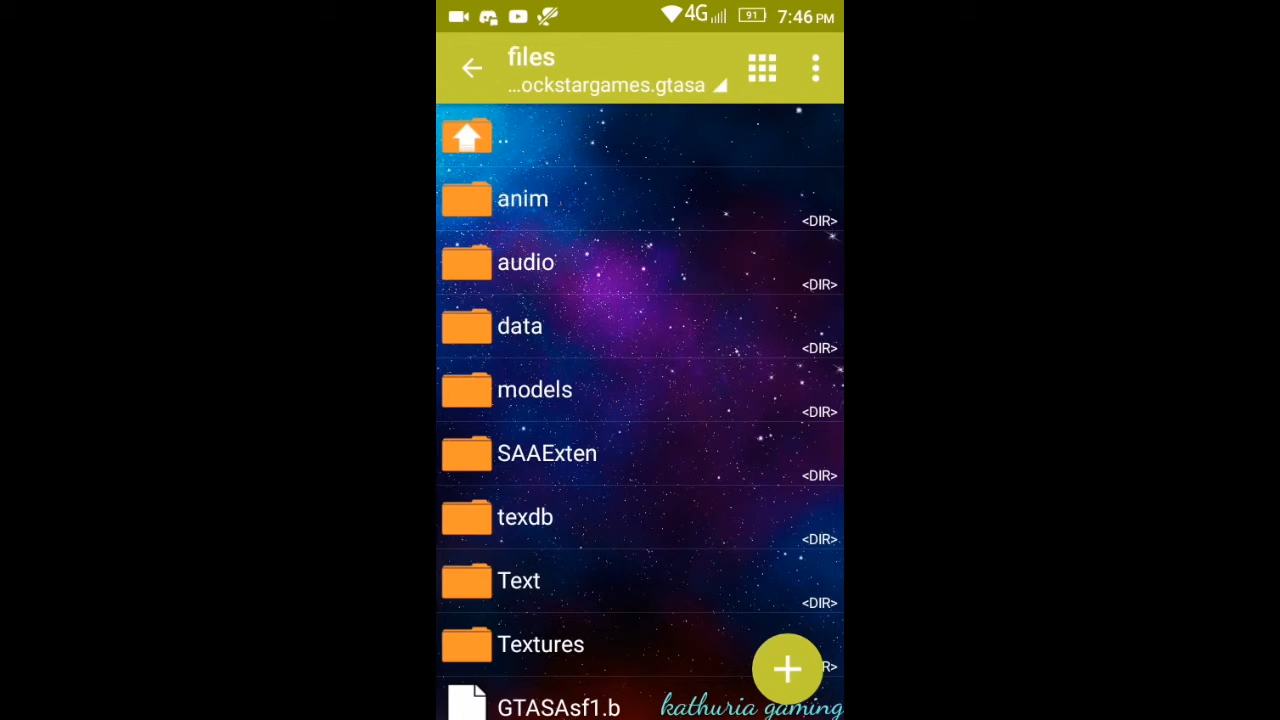 4G 91 7:46 PM
files
...ockstargames.gtasa
..
anim
<DIR>
audio
<DIR>
data
<DIR>
models
<DIR>
SAAExten
<DIR>
texdb
<DIR>
Text
<DIR>
Textures
R>
GTASAsf1.b
kathuria gaming